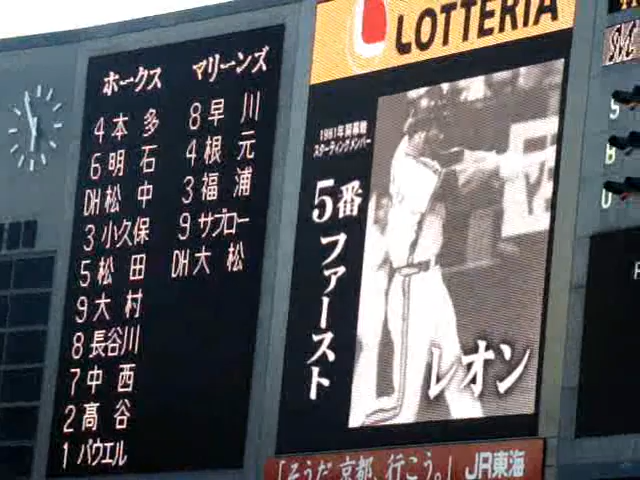 ホークス
4 本多
6 明石
DH 松中
3 小久保
5 松田
9 大村
8 長谷川
7 中西
2 高谷
1 パウエル
マリーンズ
8 早川
4 根元
3 福浦
9 サブロー
DH 大松
LOTTERIA
1981年開幕戦
スターティングメンバー
5番
ファースト
レオン
「そうだ 京都、行こう。」 JR東海